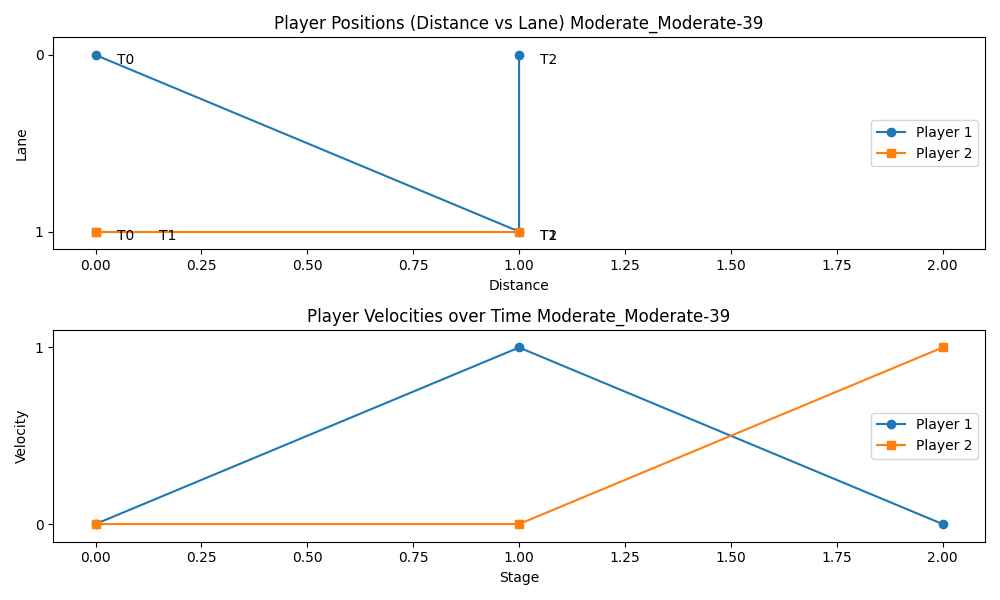 Player Positions (Distance vs Lane) Moderate_Moderate-39
0
T0
T2
Lane
Player 1
Player 2
1
T0
T1
0.00
0.25
0.50
0.75
1.00
1.25
1.50
1.75
2.00
Distance
Player Velocities over Time Moderate_Moderate-39
1
Velocity
Player 1
Player 2
0
0.00
0.25
0.50
0.75
1.00
1.25
1.50
1.75
2.00
Stage